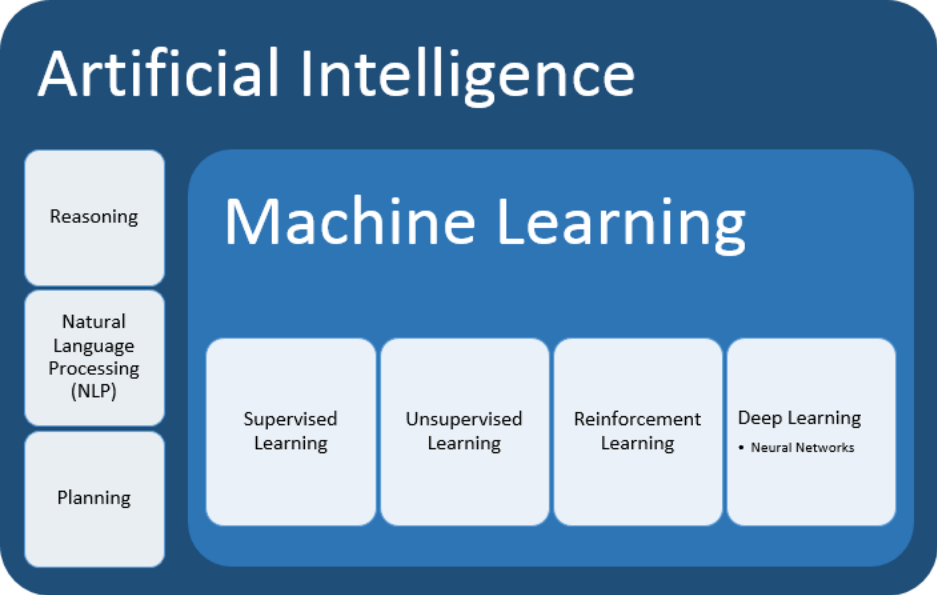 Artificial Intelligence
Reasoning
Natural
Language
Processing
(NLP)
Planning
Machine Learning
Supervised
Learning
Unsupervised
Learning
Reinforcement
Learning
Deep Learning
• Neural Networks